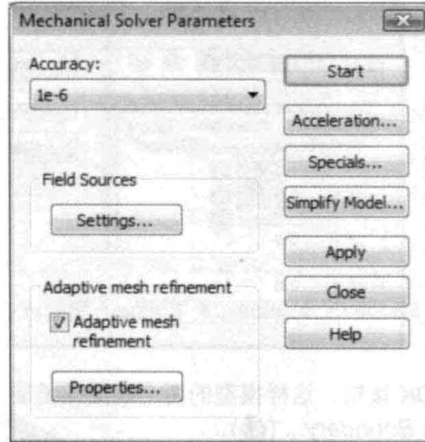 Mechanical Solver Parameters
Accuracy:
1e-6
Start
Acceleration...
Specials...
Simplify Model...
Field Sources
Settings...
Apply
Close
Help
Adaptive mesh refinement
Adaptive mesh
refinement
Properties...